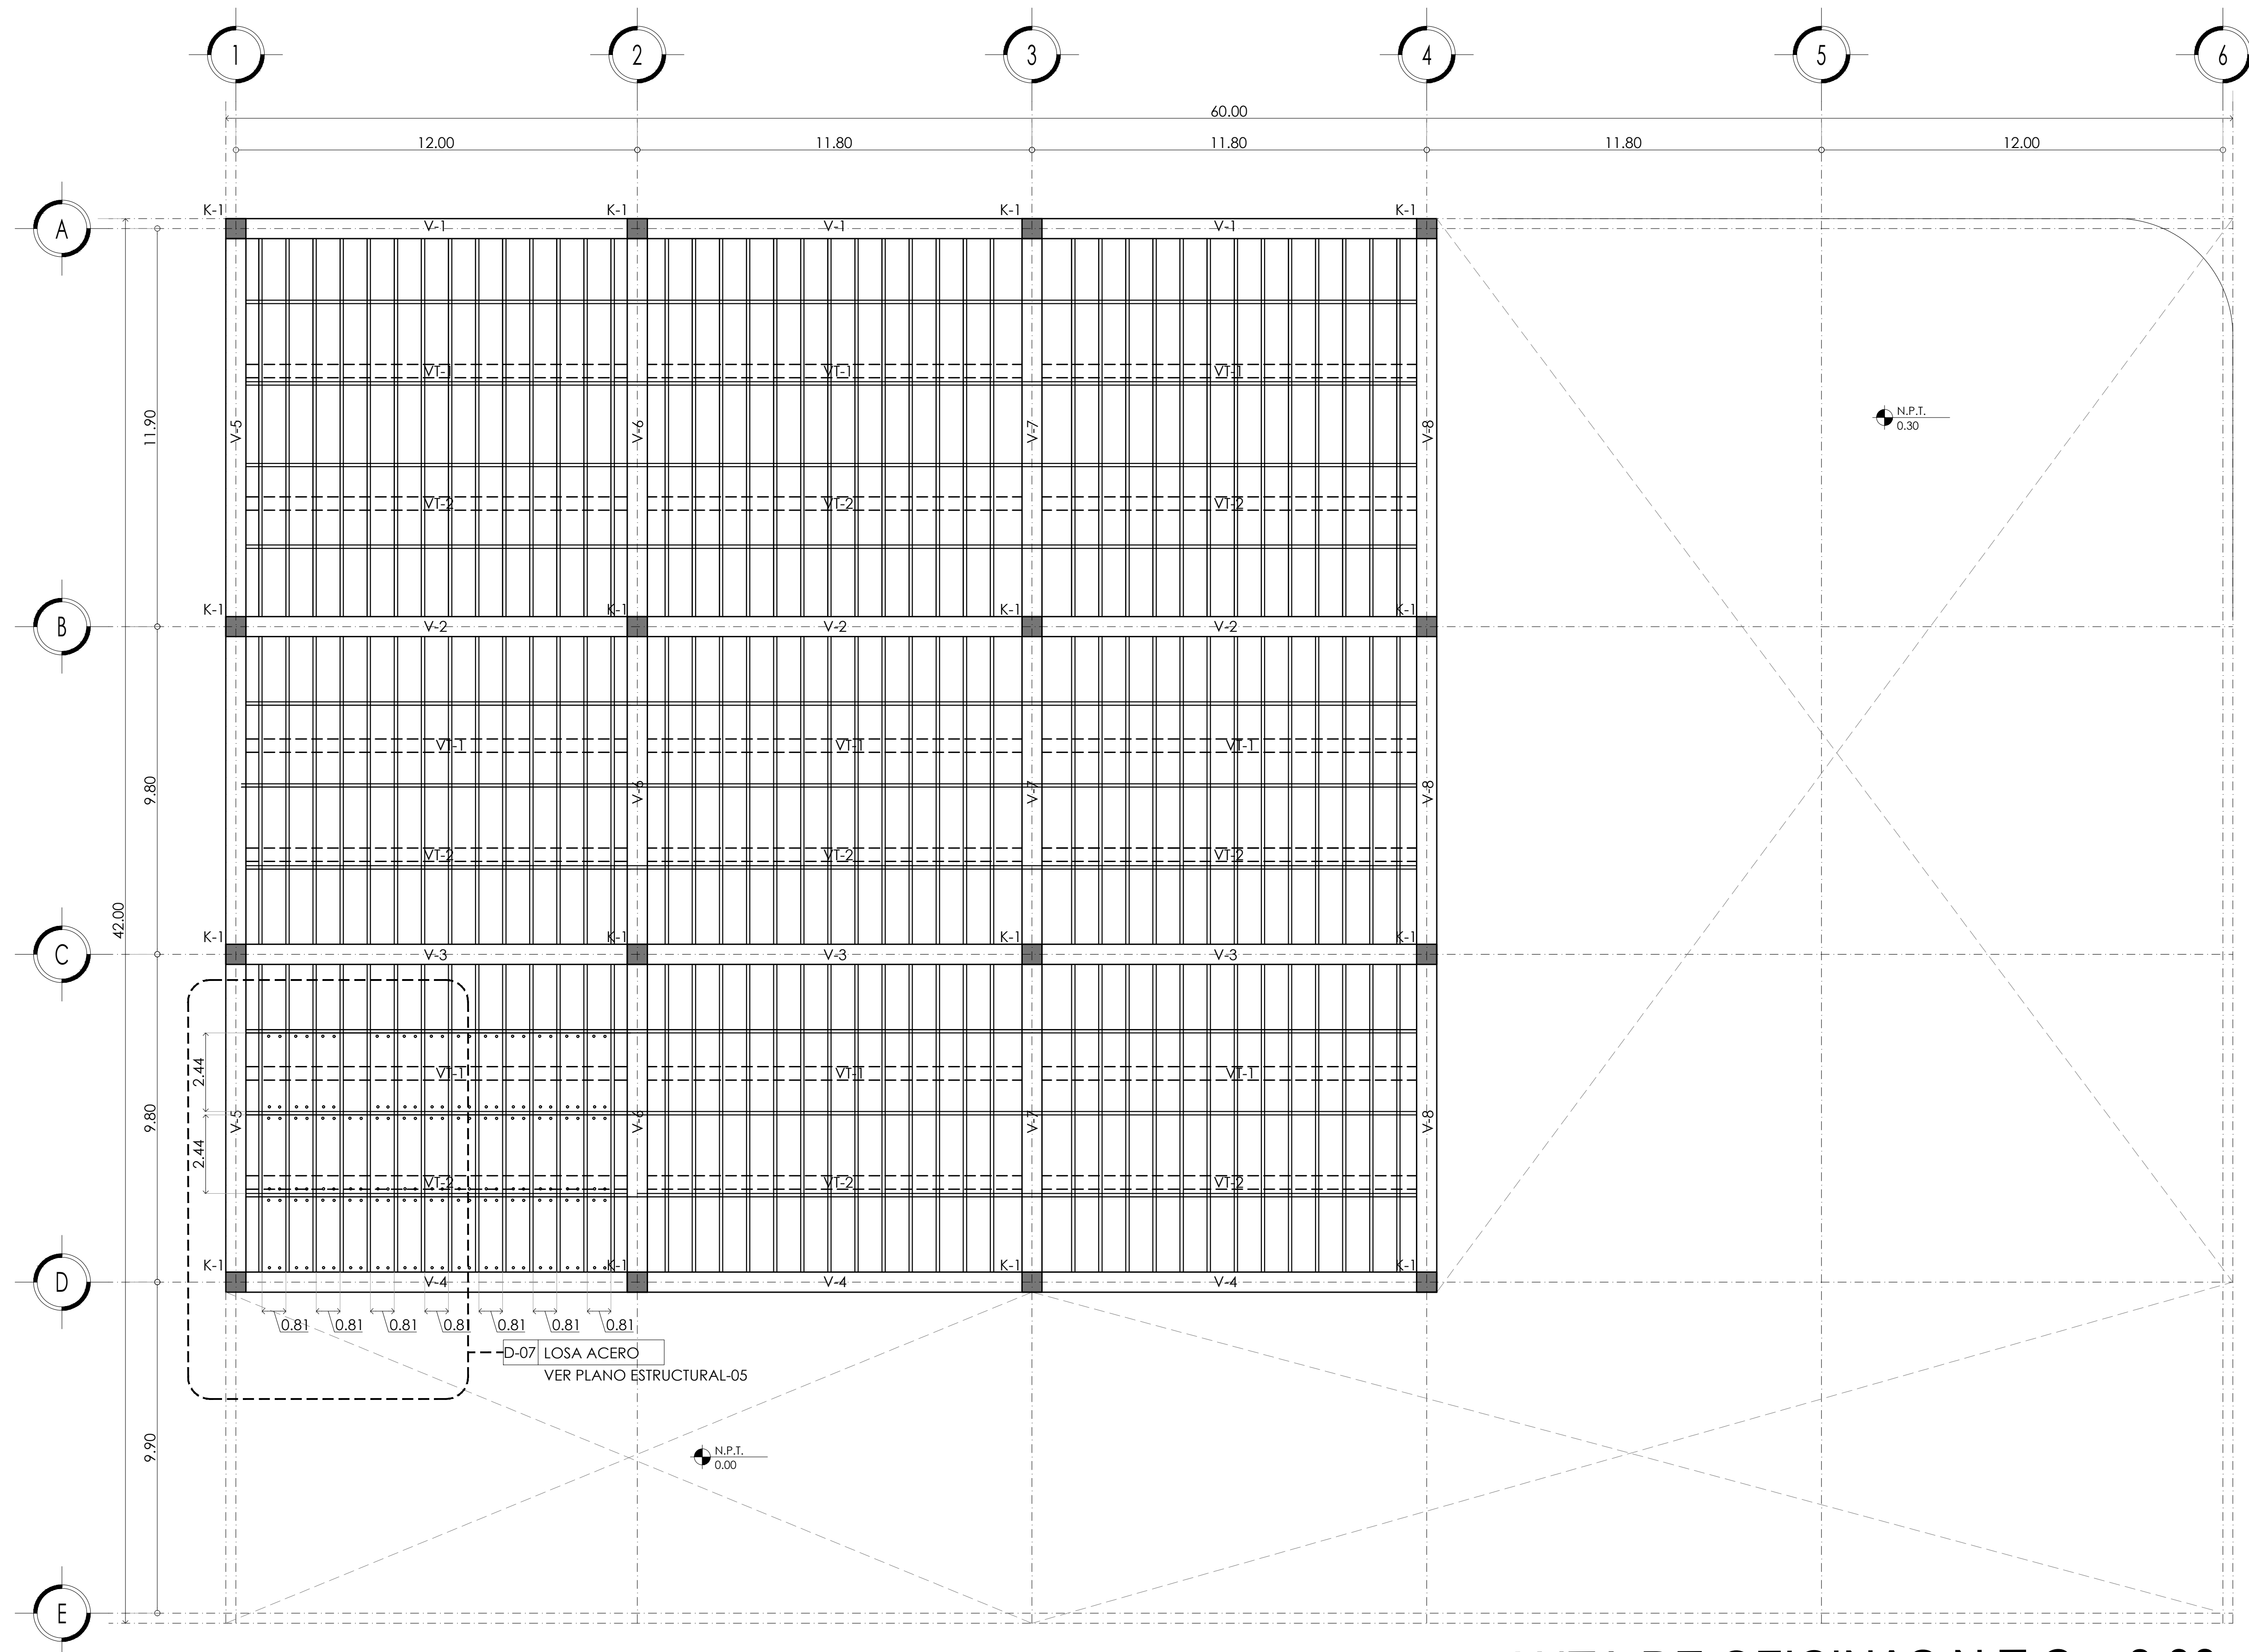 1 2 3 4 5 6
60.00
12.00 11.80 11.80 11.80 12.00
K-1 K-1 K-1 K-1
A V-1 V-1 V-1
VT-1 VT-1 VT-1
N.P.T.
0.30
11.90 V-5 V-6 V-7 V-8
VT-2 VT-2 VT-2
K-1 K-1 K-1 K-1
B V-2 V-2 V-2
VT-1 VT-1 VT-1
9.80 V-6 V-7 V-8
VT-2 VT-2 VT-2
42.00
K-1 K-1 K-1 K-1
C V-3 V-3 V-3
2.44 VT-1 VT-1 VT-1
9.80 V-5 V-6 V-7 V-8
2.44
VT-2 VT-2 VT-2
K-1 K-1 K-1 K-1
D V-4 V-4 V-4
0.81 0.81 0.81 0.81 0.81 0.81 0.81
D-07 LOSA ACERO
VER PLANO ESTRUCTURAL-05
9.90
N.P.T.
0.00
E